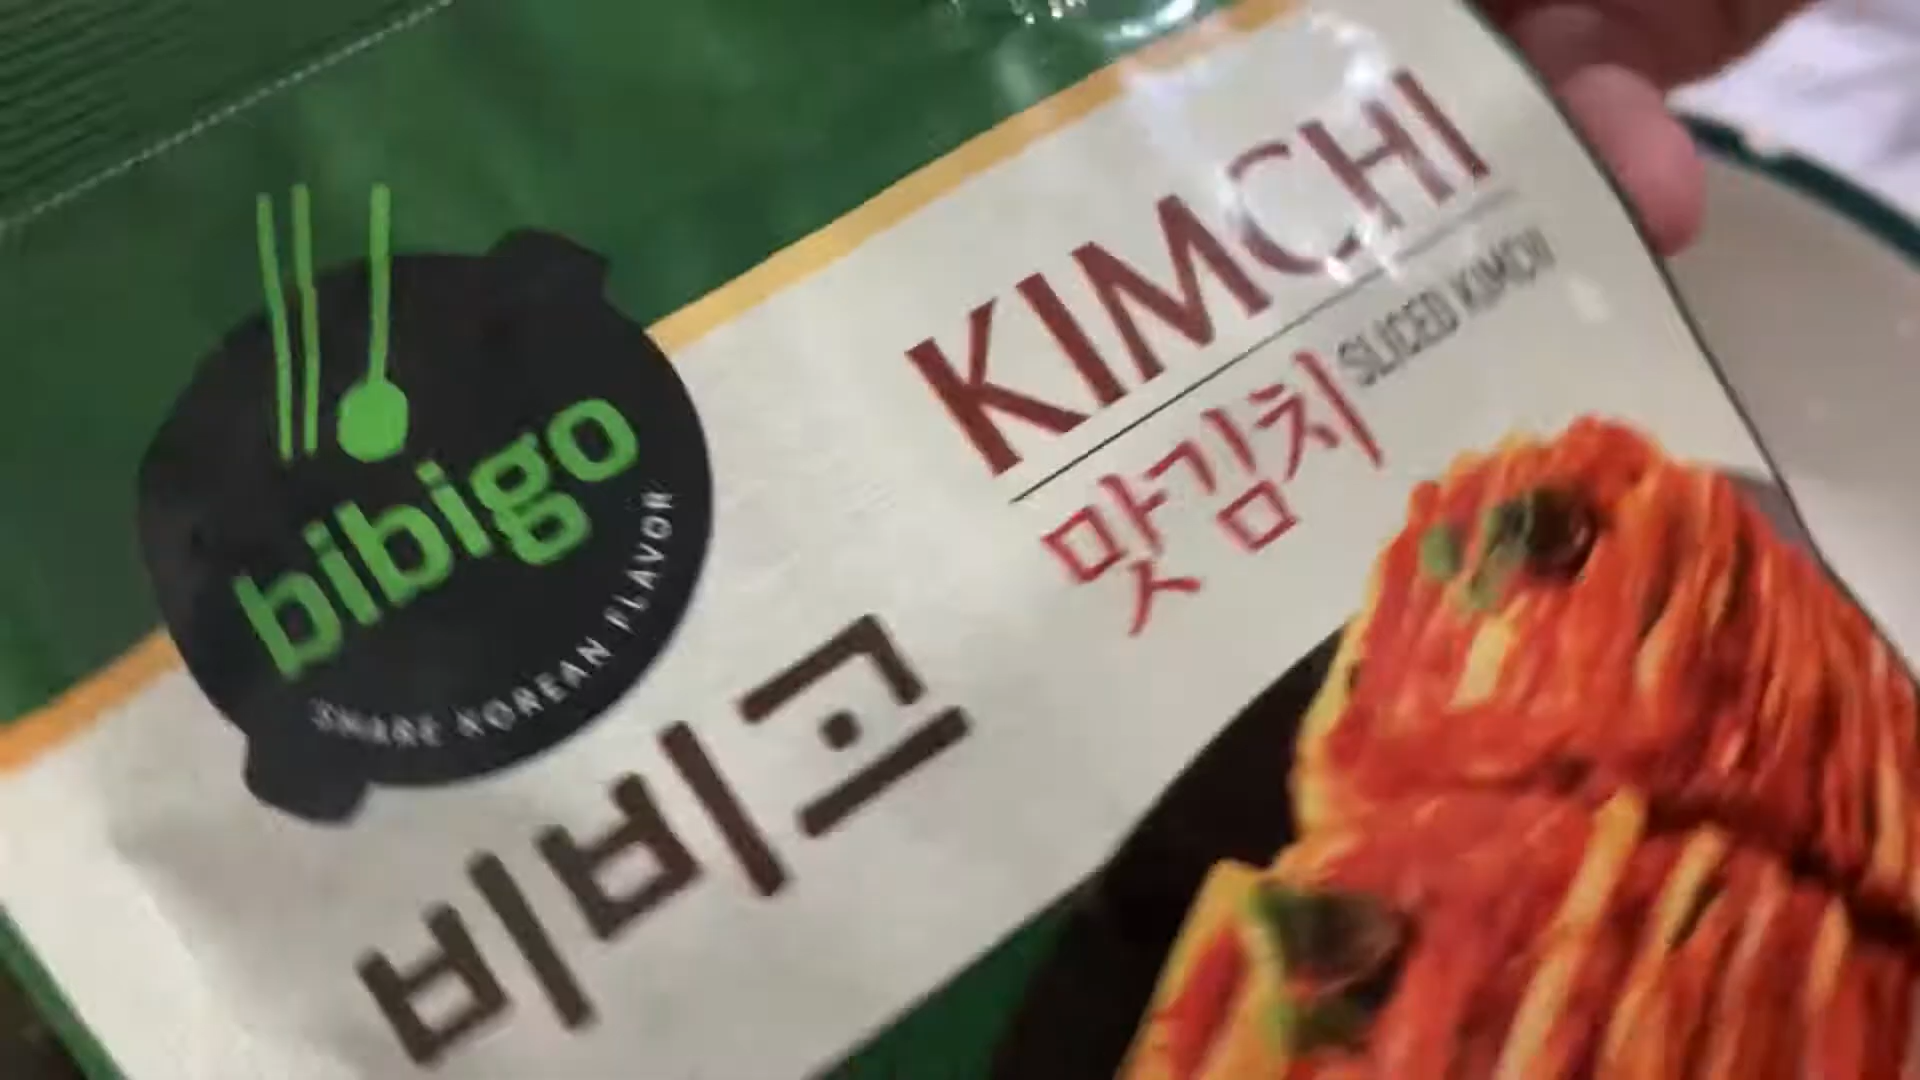 bibigo
SHARE KOREAN FLAVOR
비비고
KIMCHI
맛김치 SLICED KIMCHI